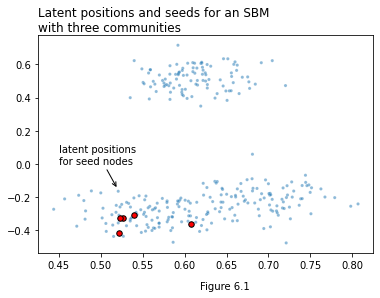 Latent positions and seeds for an SBM
with three communities
0.6
0.4
0.2
0.0
−0.2
−0.4
latent positions
for seed nodes
0.45 0.50 0.55 0.60 0.65 0.70 0.75 0.80
Figure 6.1